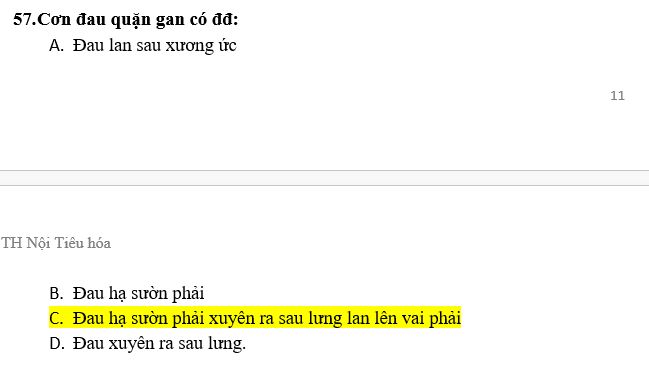 57.Cơn đau quặn gan có đđ:
A. Đau lan sau xương ức
11
TH Nội Tiêu hóa
B. Đau hạ sườn phải
C. Đau hạ sườn phải xuyên ra sau lưng lan lên vai phải
D. Đau xuyên ra sau lưng.